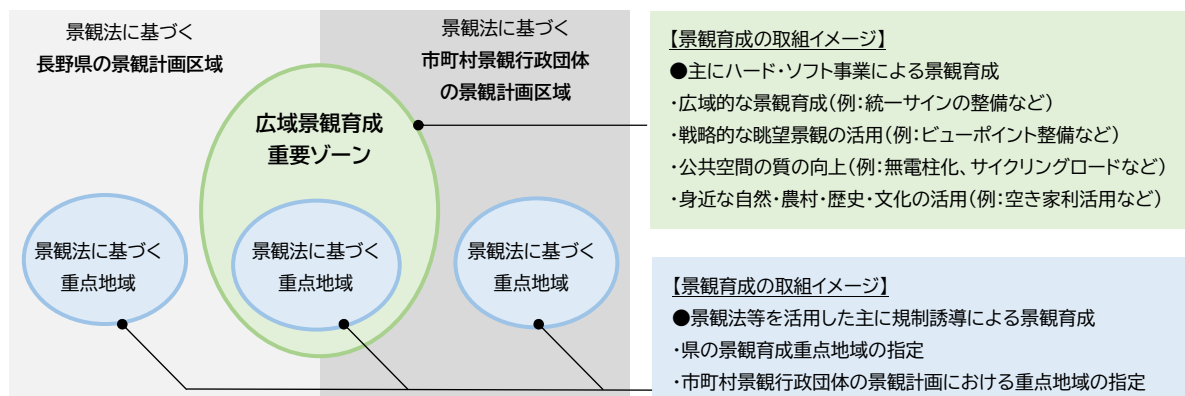 景観法に基づく
長野県の景観計画区域
景観法に基づく
市町村景観行政団体
の景観計画区域
広域景観育成
重要ゾーン
景観法に基づく
重点地域
景観法に基づく
重点地域
景観法に基づく
重点地域
【景観育成の取組イメージ】
●主にハード・ソフト事業による景観育成
・広域的な景観育成(例:統一サインの整備など)
・戦略的な眺望景観の活用(例:ビューポイント整備など)
・公共空間の質の向上(例:無電柱化、サイクリングロードなど)
・身近な自然・農村・歴史・文化の活用(例:空き家利活用など)
【景観育成の取組イメージ】
●景観法等を活用した主に規制誘導による景観育成
・県の景観育成重点地域の指定
・市町村景観行政団体の景観計画における重点地域の指定